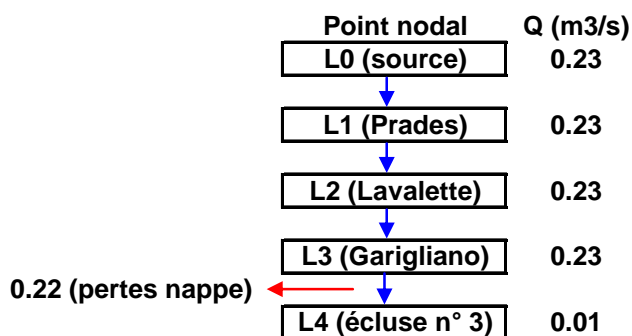 Point nodal Q (m3/s)
L0 (source) 0.23
L1 (Prades) 0.23
L2 (Lavalette) 0.23
L3 (Garigliano) 0.23
0.22 (pertes nappe)
L4 (écluse n° 3) 0.01